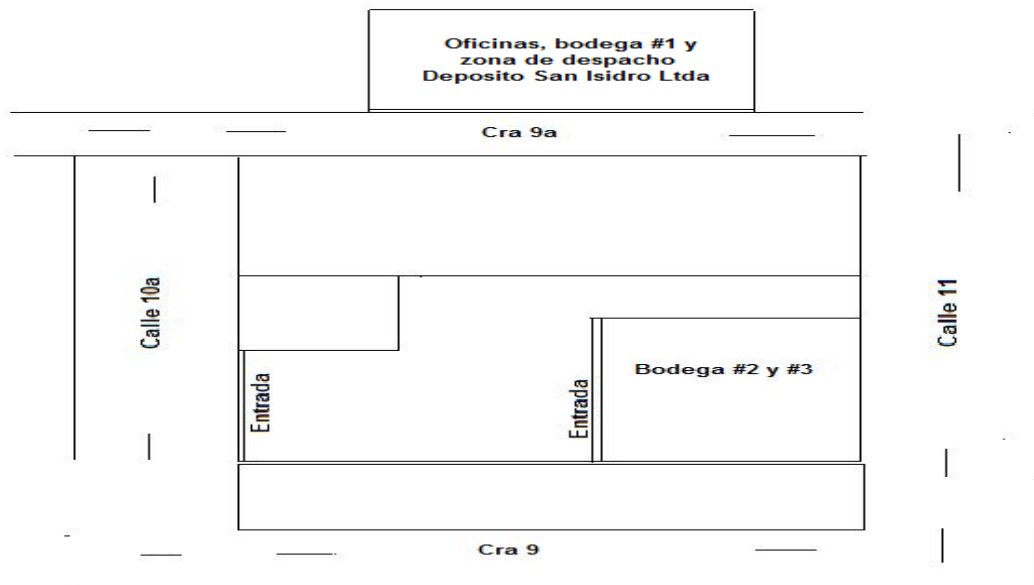 Oficinas, bodega #1 y
zona de despacho
Deposito San Isidro Ltda
Cra 9a
Calle 10a
Calle 11
Entrada
Entrada
Bodega #2 y #3
Cra 9